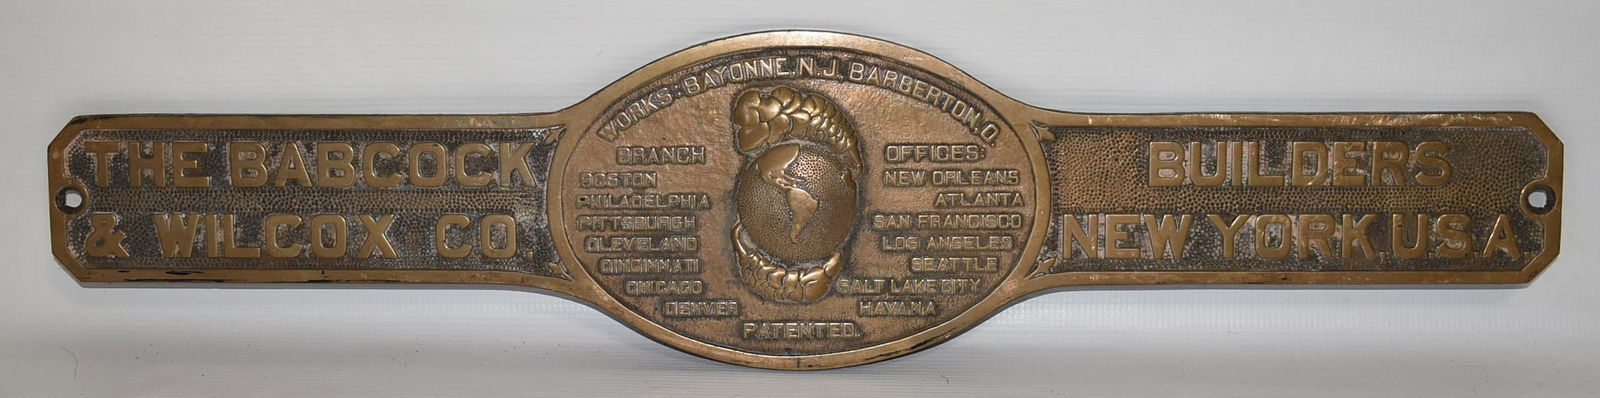 THE BABCOCK
& WILCOX CO.
WORKS: BAYONNE, N.J. BARBERTON, O.
BRANCH OFFICES:
BOSTON
PHILADELPHIA
PITTSBURGH
CLEVELAND
CINCINNATI
CHICAGO
DENVER
NEW ORLEANS
ATLANTA
SAN FRANCISCO
LOS ANGELES
SEATTLE
SALT LAKE CITY
HAVANA
PATENTED.
BUILDERS
NEW YORK, U.S.A.